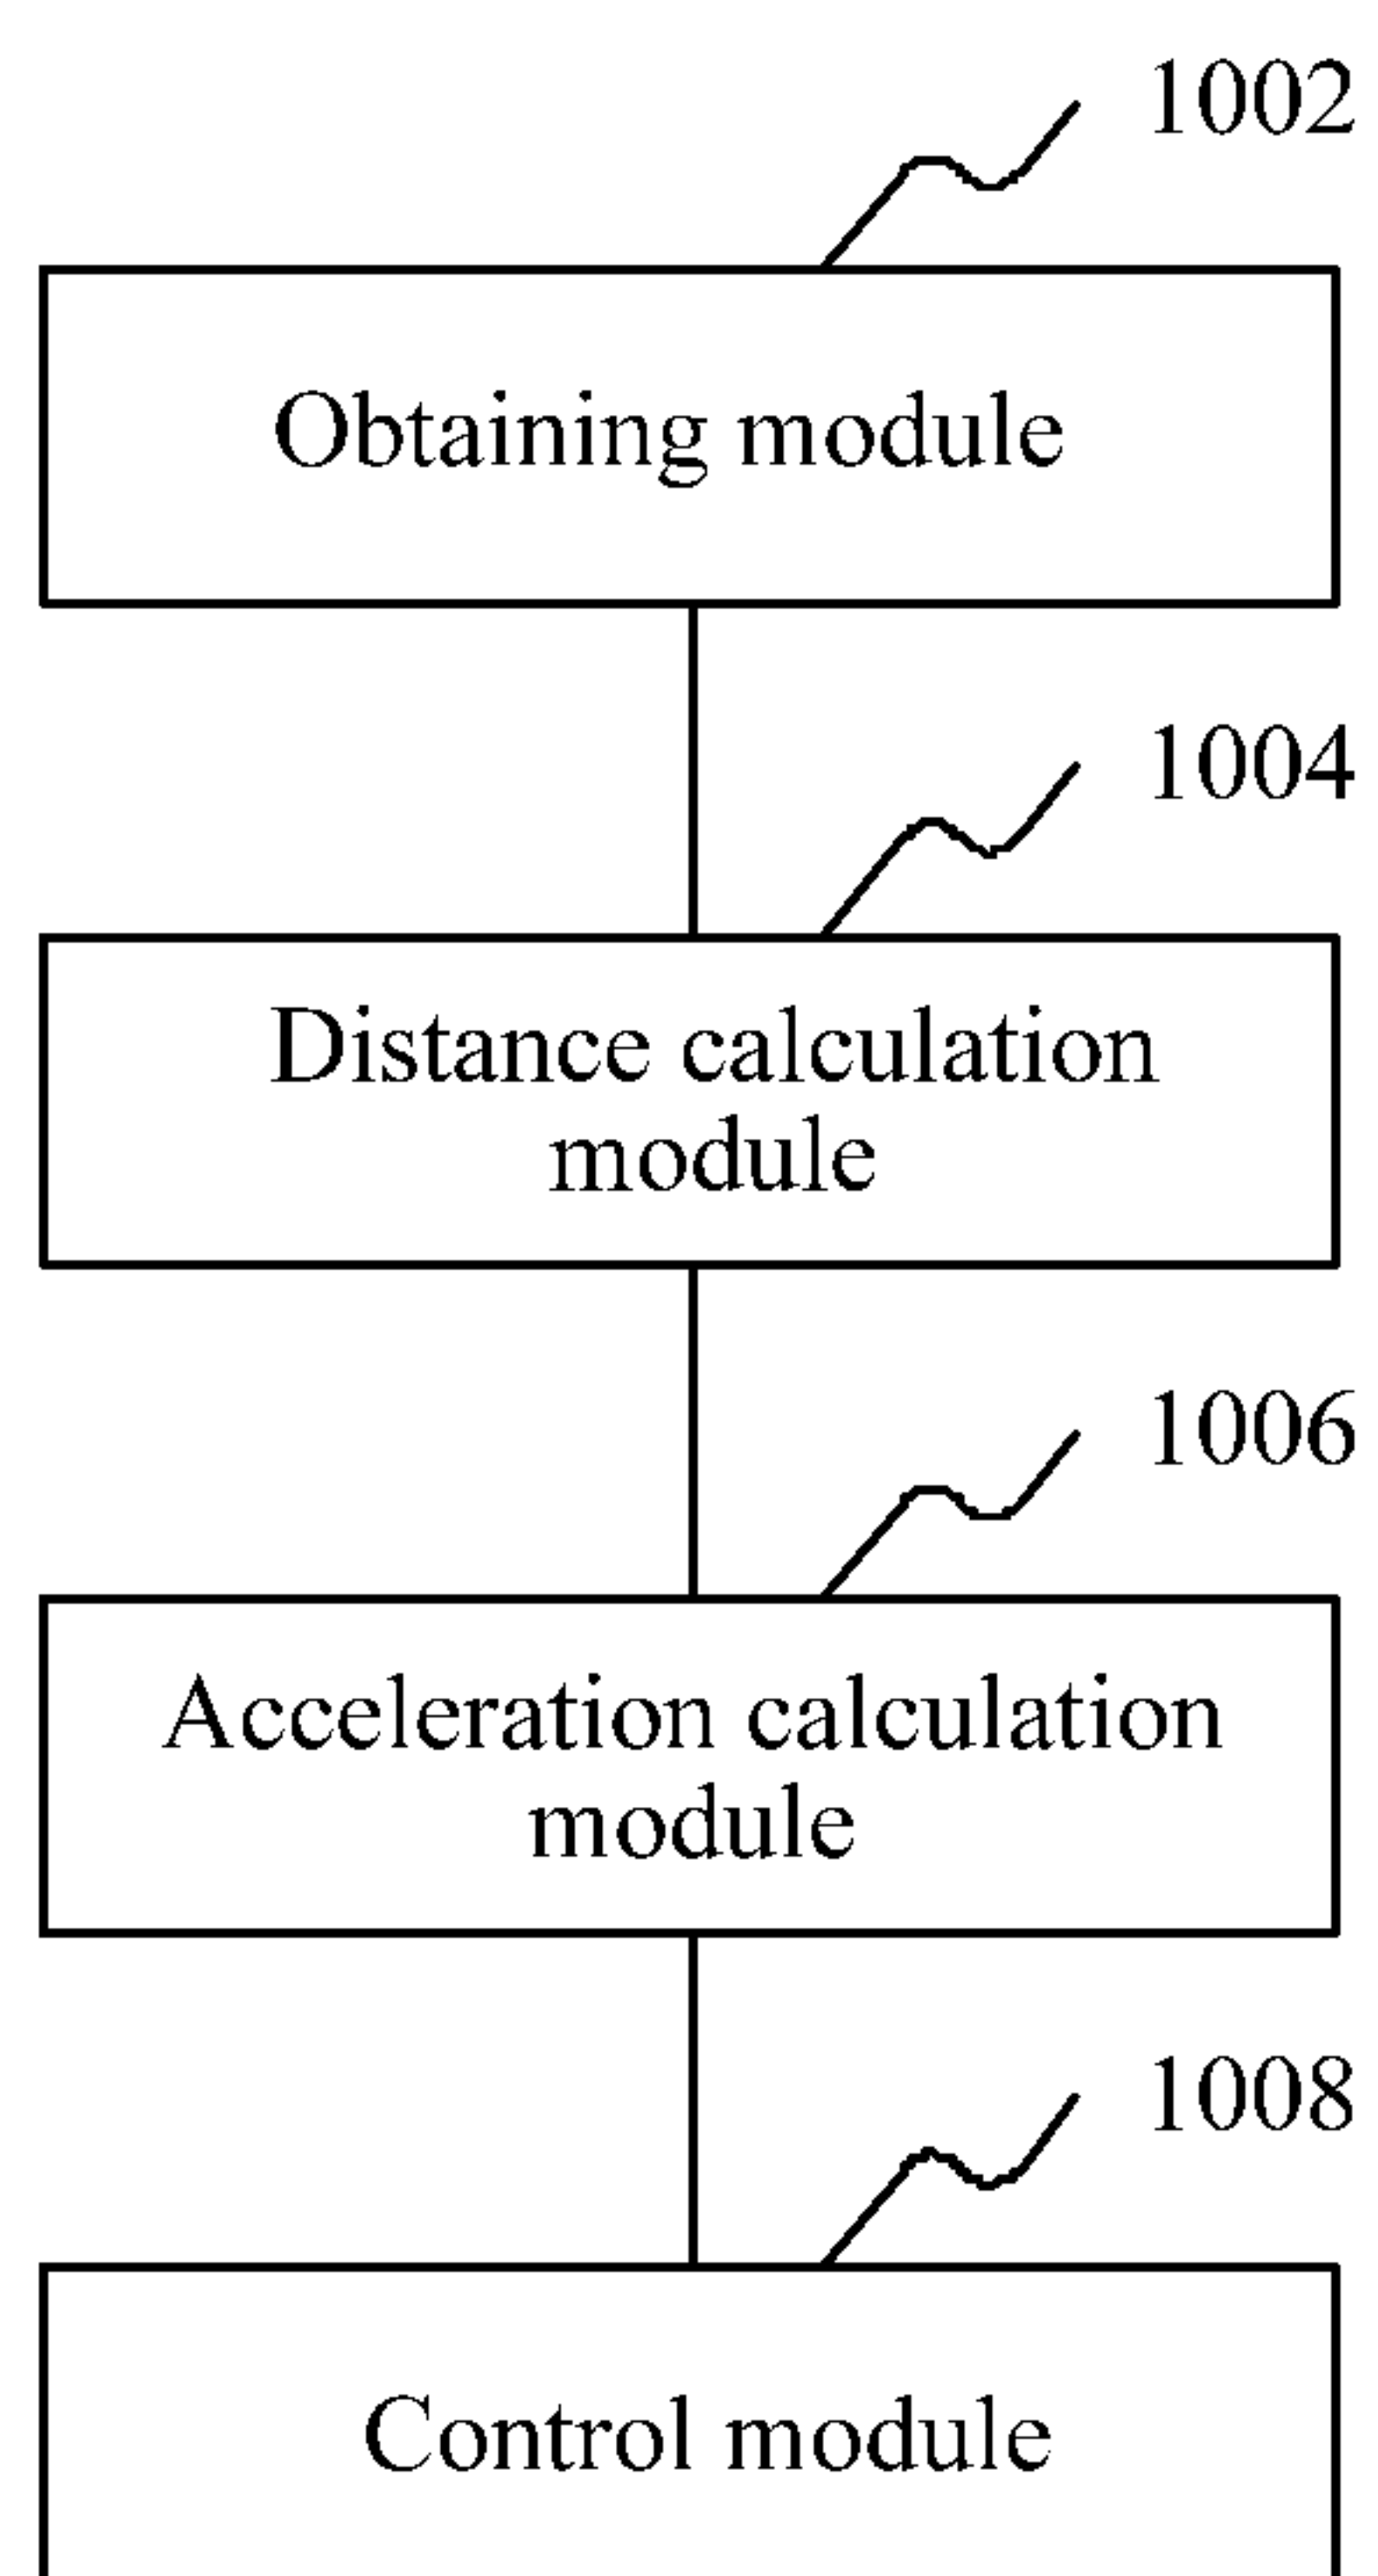 1002
Obtaining module
1004
Distance calculation
module
1006
Acceleration calculation
module
1008
Control module